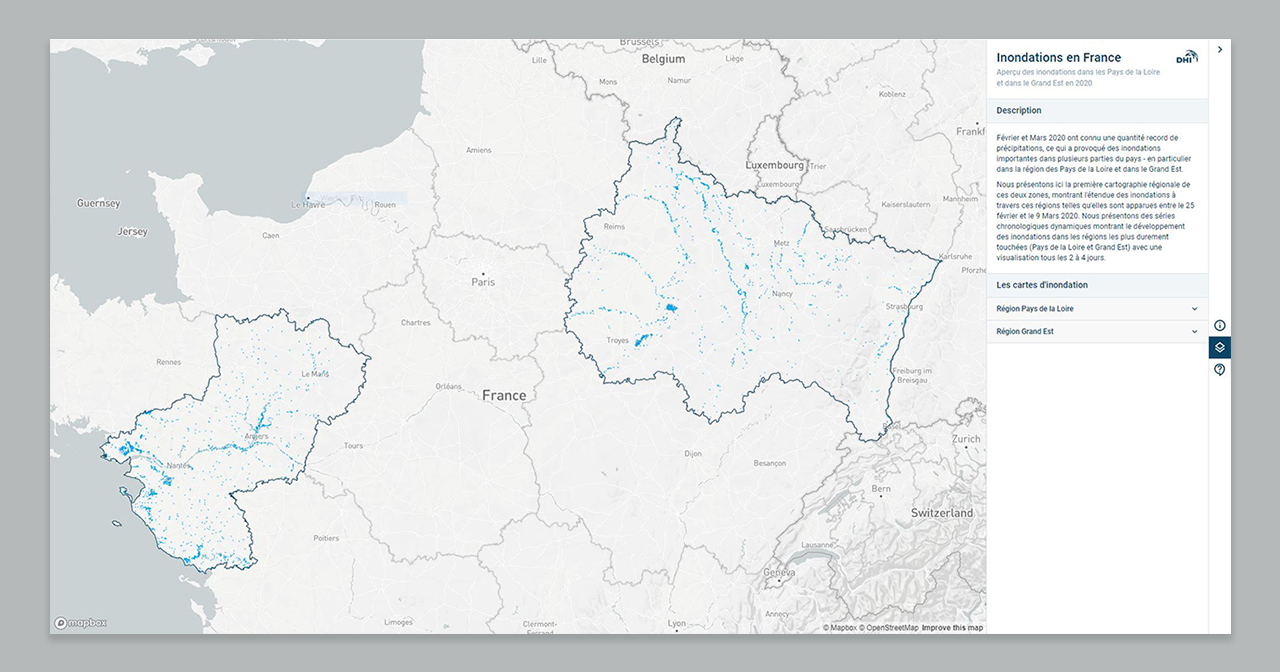 Portsmouth
Brussels
Lille
Belgium
Liège
Mons
Namur
Koblenz
Amiens
Luxembourg
Trier
Luxembourg
Guernsey
Le Havre
Rouen
Kaiserslautern
Mannheim
Jersey
Caen
Reims
Metz
Saarbrücken
Karlsruhe
Paris
Nancy
Strasbourg
Chartres
Troyes
Rennes
Le Mans
Freiburg im
Breisgau
Orléans
France
Angers
Tours
Nantes
Dijon
Besançon
Basel
Zurich
Bern
Switzerland
Poitiers
Lausanne
Geneva
Annecy
Limoges
Clermont-
Ferrand
Lyon
mapbox
© Mapbox © OpenStreetMap Improve this map
Inondations en France
DHI
Aperçu des inondations dans les Pays de la Loire
et dans le Grand Est en 2020
Description
Février et Mars 2020 ont connu une quantité record de
précipitations, ce qui a provoqué des inondations
importantes dans plusieurs parties du pays - en particulier
dans la région des Pays de la Loire et dans le Grand Est.
Nous présentons ici la première cartographie régionale de
ces deux zones, montrant l'étendue des inondations à
travers ces régions telles qu'elles sont apparues entre le 25
février et le 9 Mars 2020. Nous présentons des séries
chronologiques dynamiques montrant le développement
des inondations dans les régions les plus durement
touchées (Pays de la Loire et Grand Est) avec une
visualisation tous les 2 à 4 jours.
Les cartes d'inondation
Région Pays de la Loire
Région Grand Est